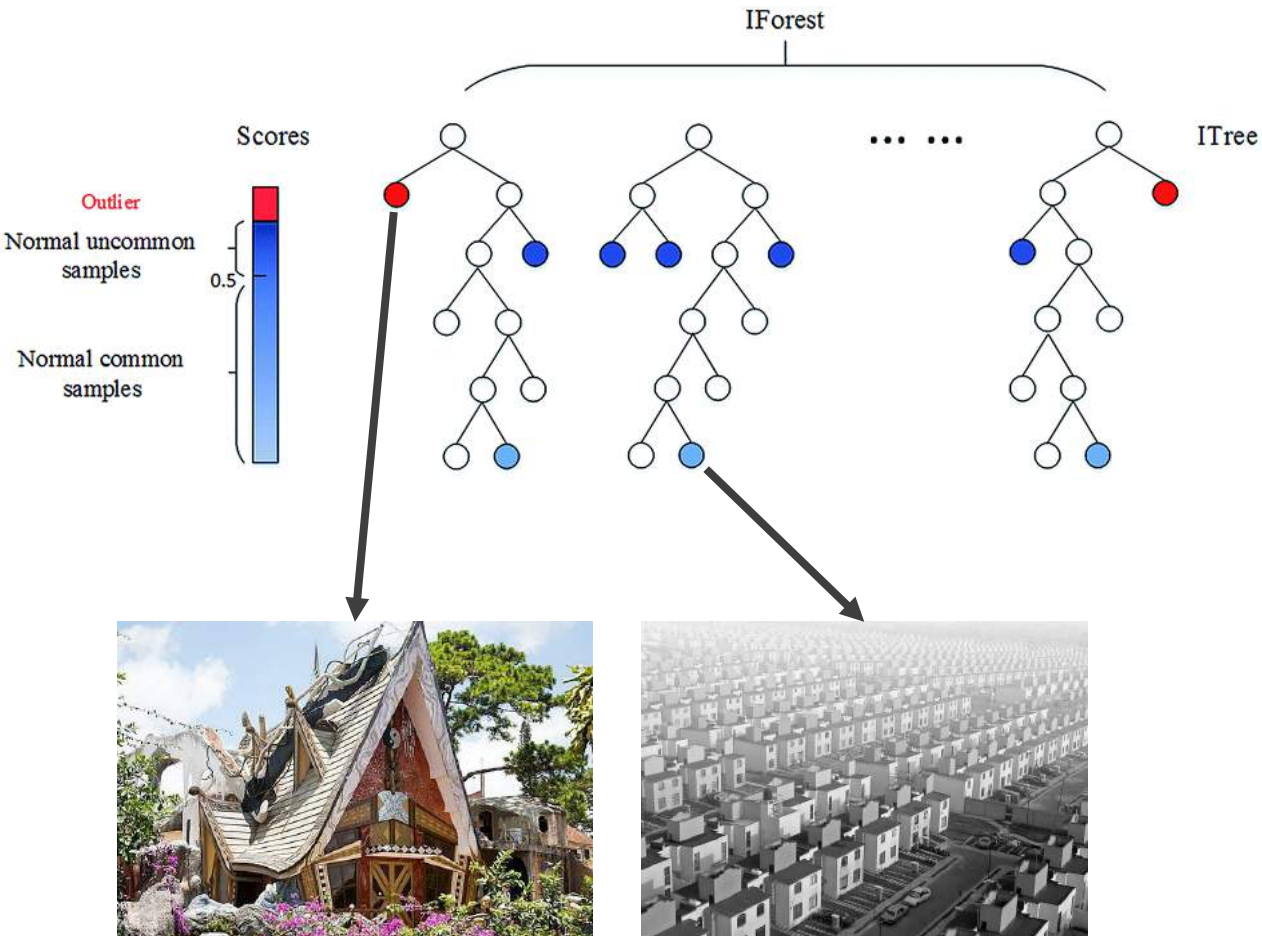 IForest
Scores
... ...
ITree
Outlier
Normal uncommon
samples
0.5
Normal common
samples